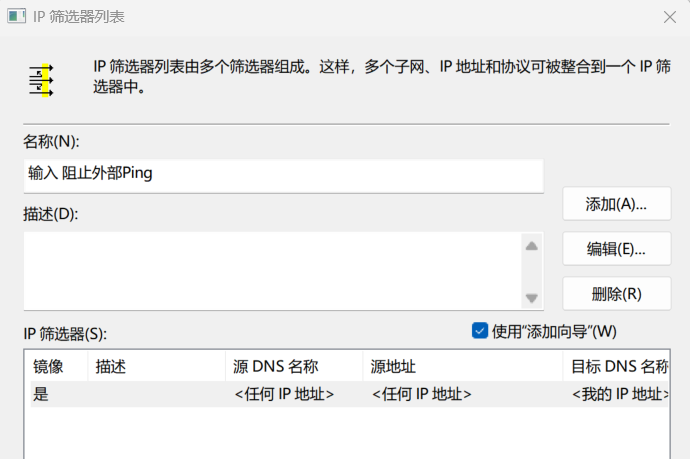 IP 筛选器列表
IP 筛选器列表由多个筛选器组成。这样，多个子网、IP 地址和协议可被整合到一个 IP 筛
选器中。
名称(N):
输入 阻止外部Ping
添加(A)...
描述(D):
编辑(E)...
删除(R)
IP 筛选器(S):
使用“添加向导”(W)
镜像 描述 源 DNS 名称 源地址 目标 DNS 名称
是 <任何 IP 地址> <任何 IP 地址> <我的 IP 地址>